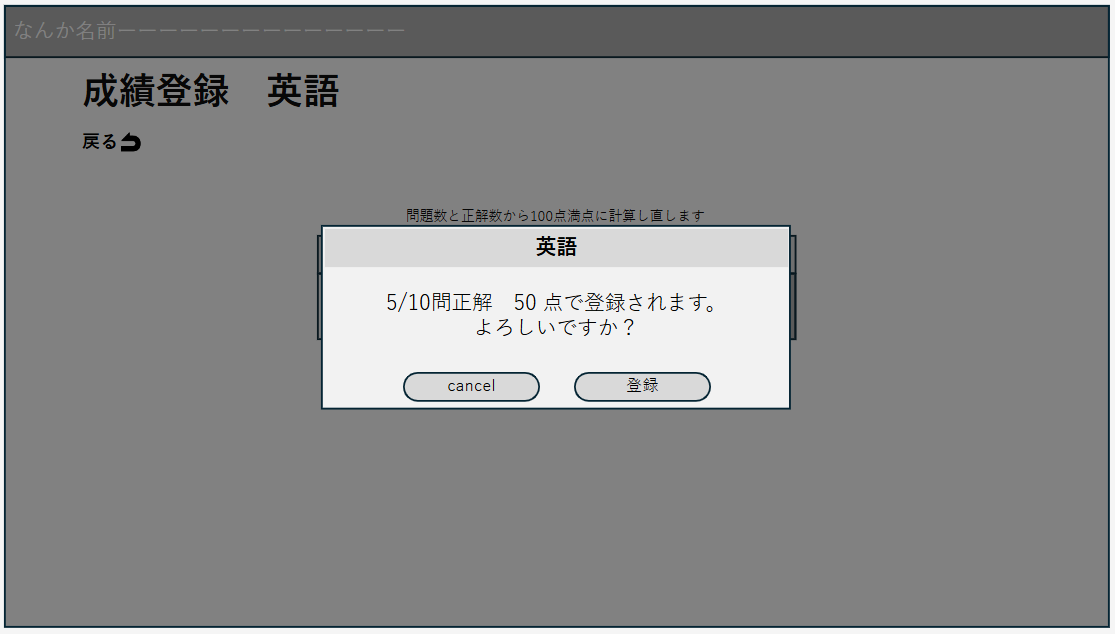 なんか名前ーーーーーーーーーーーーーー
成績登録　英語
戻る
問題数と正解数から100点満点に計算し直します
英語
5/10問正解　50 点で登録されます。
よろしいですか？
cancel
登録